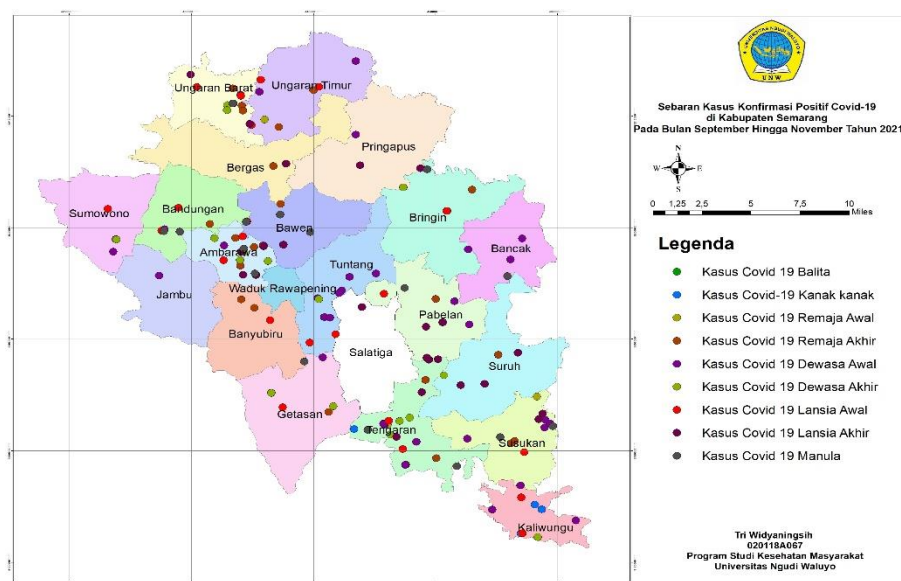 UNIVERSITAS NGUDI WALUYO
UNW
Sebaran Kasus Konfirmasi Positif Covid-19
di Kabupaten Semarang
Pada Bulan September Hingga November Tahun 2021
N
W
E
S
0 1,25 2,5 5 7,5 10
Miles
Legenda
Kasus Covid 19 Balita
Kasus Covid-19 Kanak kanak
Kasus Covid 19 Remaja Awal
Kasus Covid 19 Remaja Akhir
Kasus Covid 19 Dewasa Awal
Kasus Covid 19 Dewasa Akhir
Kasus Covid 19 Lansia Awal
Kasus Covid 19 Lansia Akhir
Kasus Covid 19 Manula
Tri Widyaningsih
020118A067
Program Studi Kesehatan Masyarakat
Universitas Ngudi Waluyo
Ungaran Barat
Ungaran Timur
Pringapus
Bergas
Sumowono
Bandungan
Bawen
Bringin
Bancak
Ambarawa
Tuntang
Jambu
Waduk Rawapening
Pabelan
Banyubiru
Salatiga
Suruh
Getasan
Tengaran
Susukan
Kaliwungu